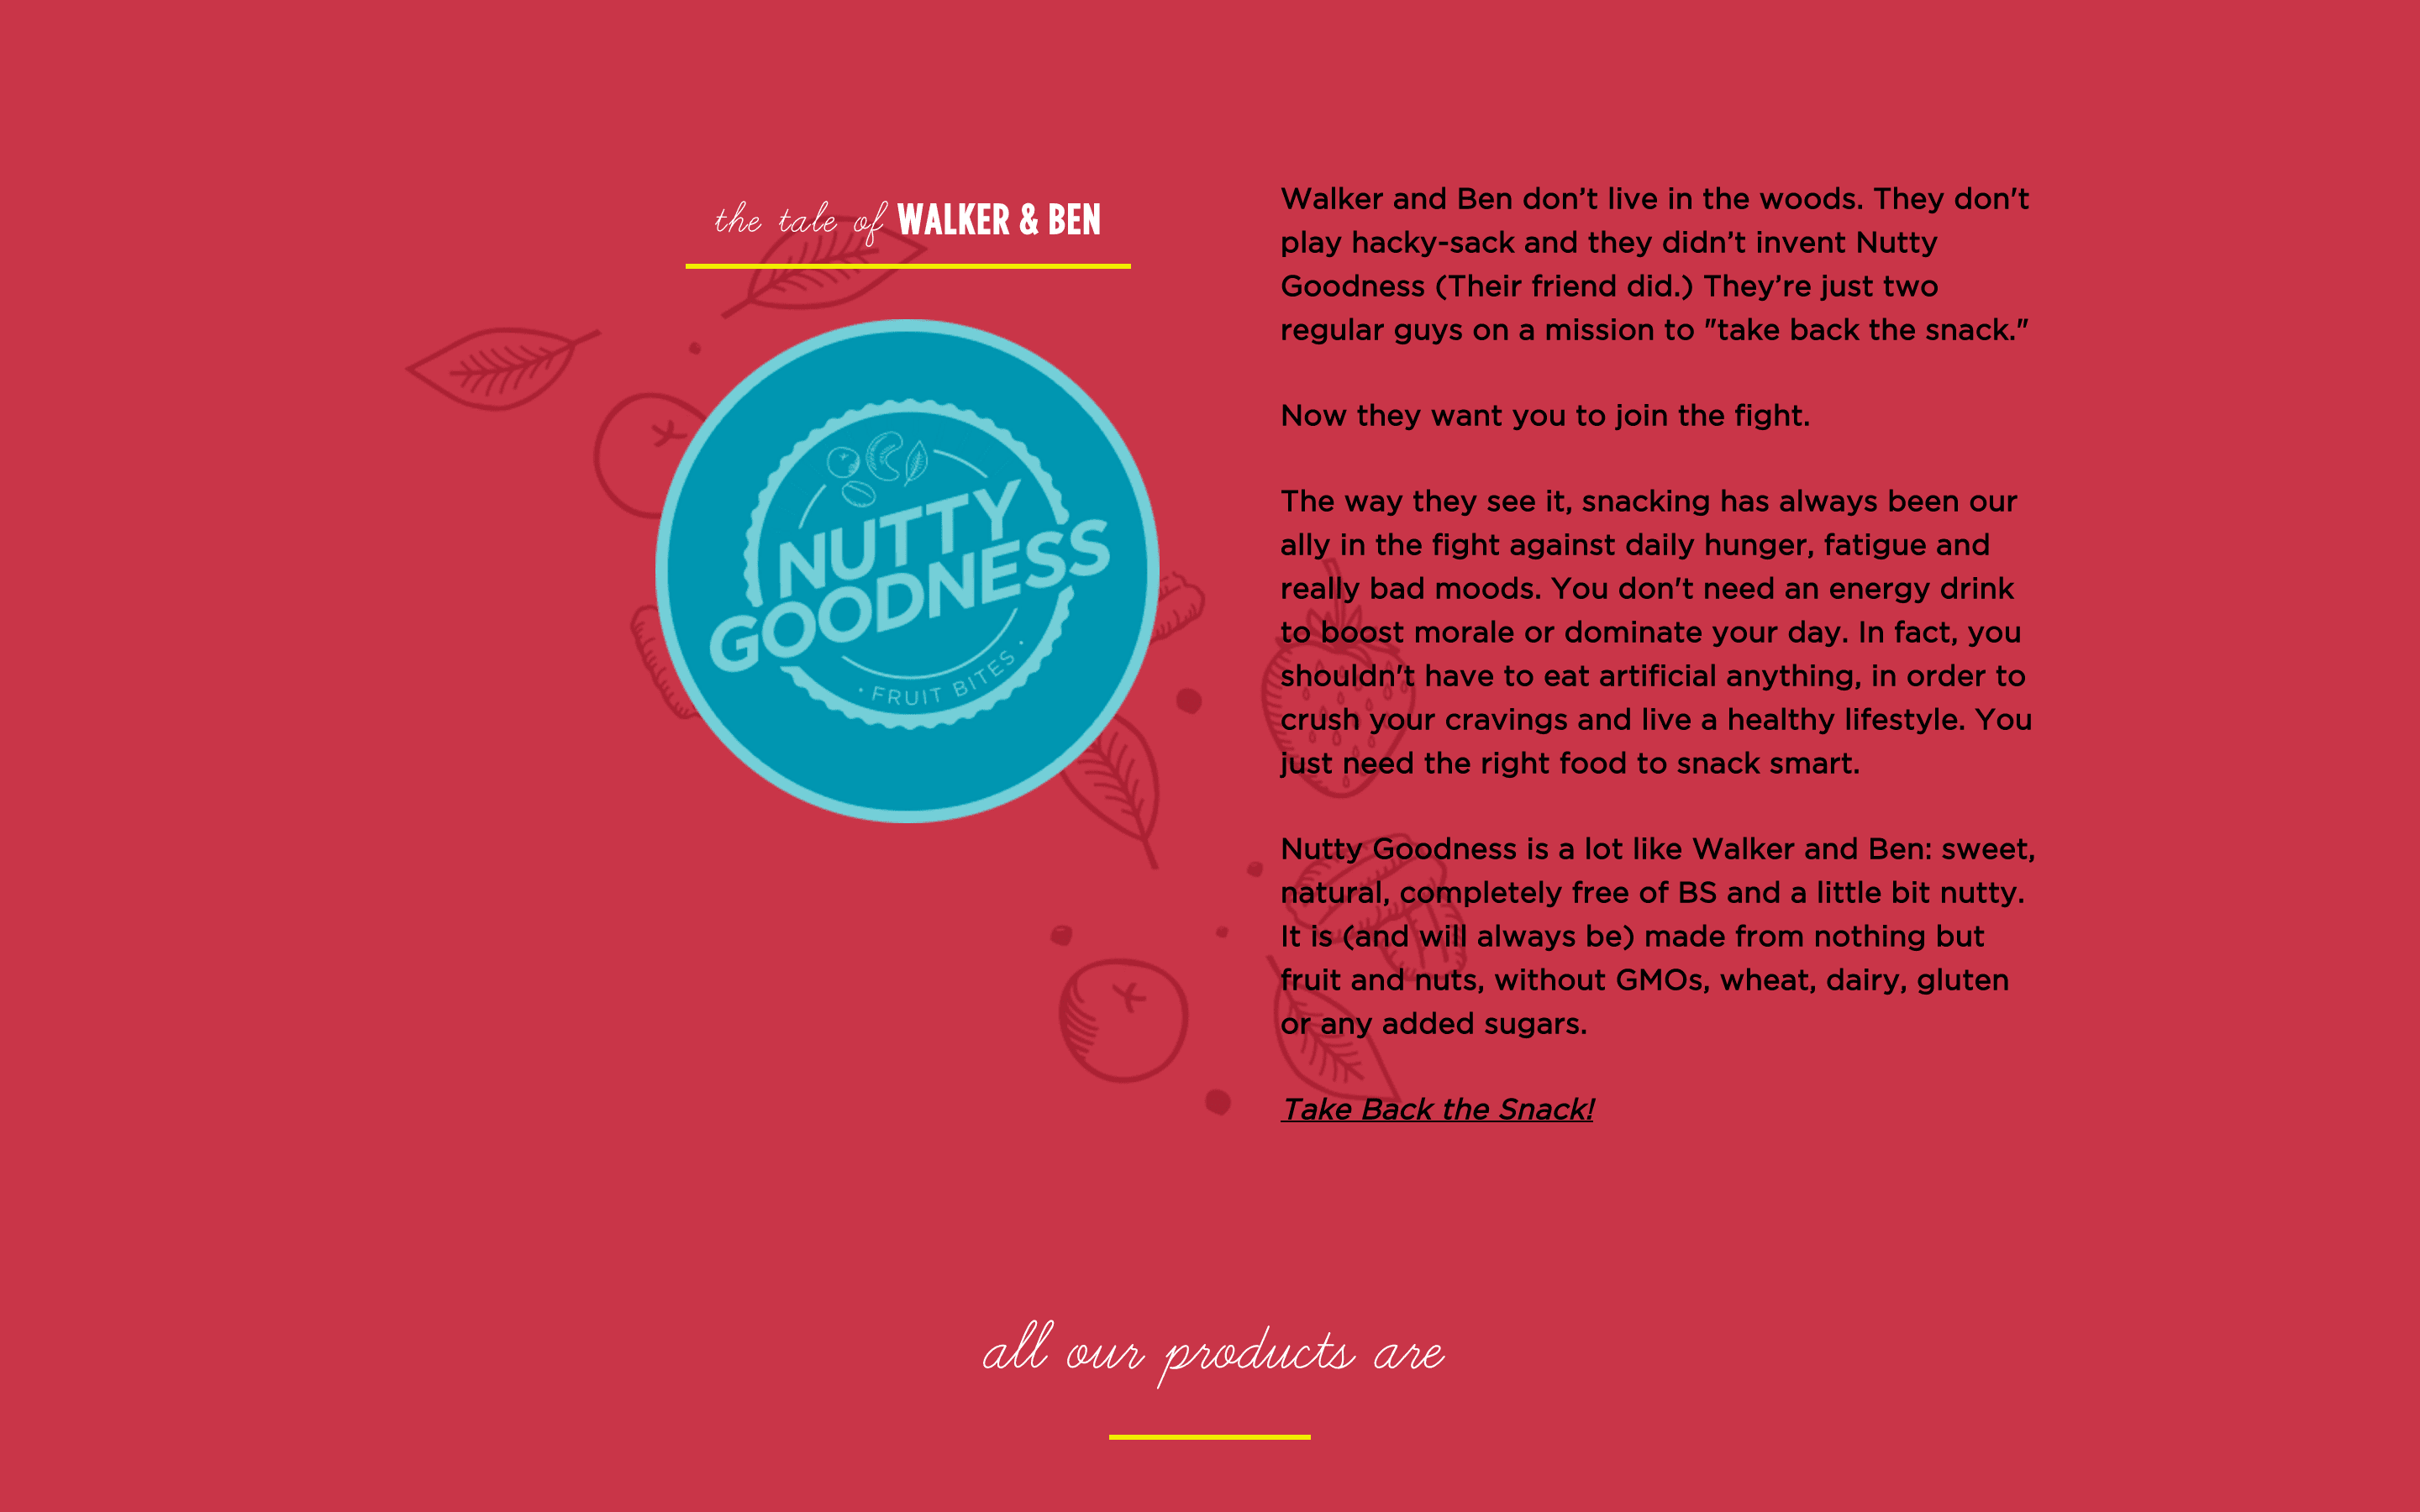 the tale of WALKER & BEN
NUTTY
GOODNESS
• FRUIT BITES •
Walker and Ben don’t live in the woods. They don't
play hacky-sack and they didn’t invent Nutty
Goodness (Their friend did.) They’re just two
regular guys on a mission to "take back the snack."
Now they want you to join the fight.
The way they see it, snacking has always been our
ally in the fight against daily hunger, fatigue and
really bad moods. You don't need an energy drink
to boost morale or dominate your day. In fact, you
shouldn't have to eat artificial anything, in order to
crush your cravings and live a healthy lifestyle. You
just need the right food to snack smart.
Nutty Goodness is a lot like Walker and Ben: sweet,
natural, completely free of BS and a little bit nutty.
It is (and will always be) made from nothing but
fruit and nuts, without GMOs, wheat, dairy, gluten
or any added sugars.
Take Back the Snack!
all our products are